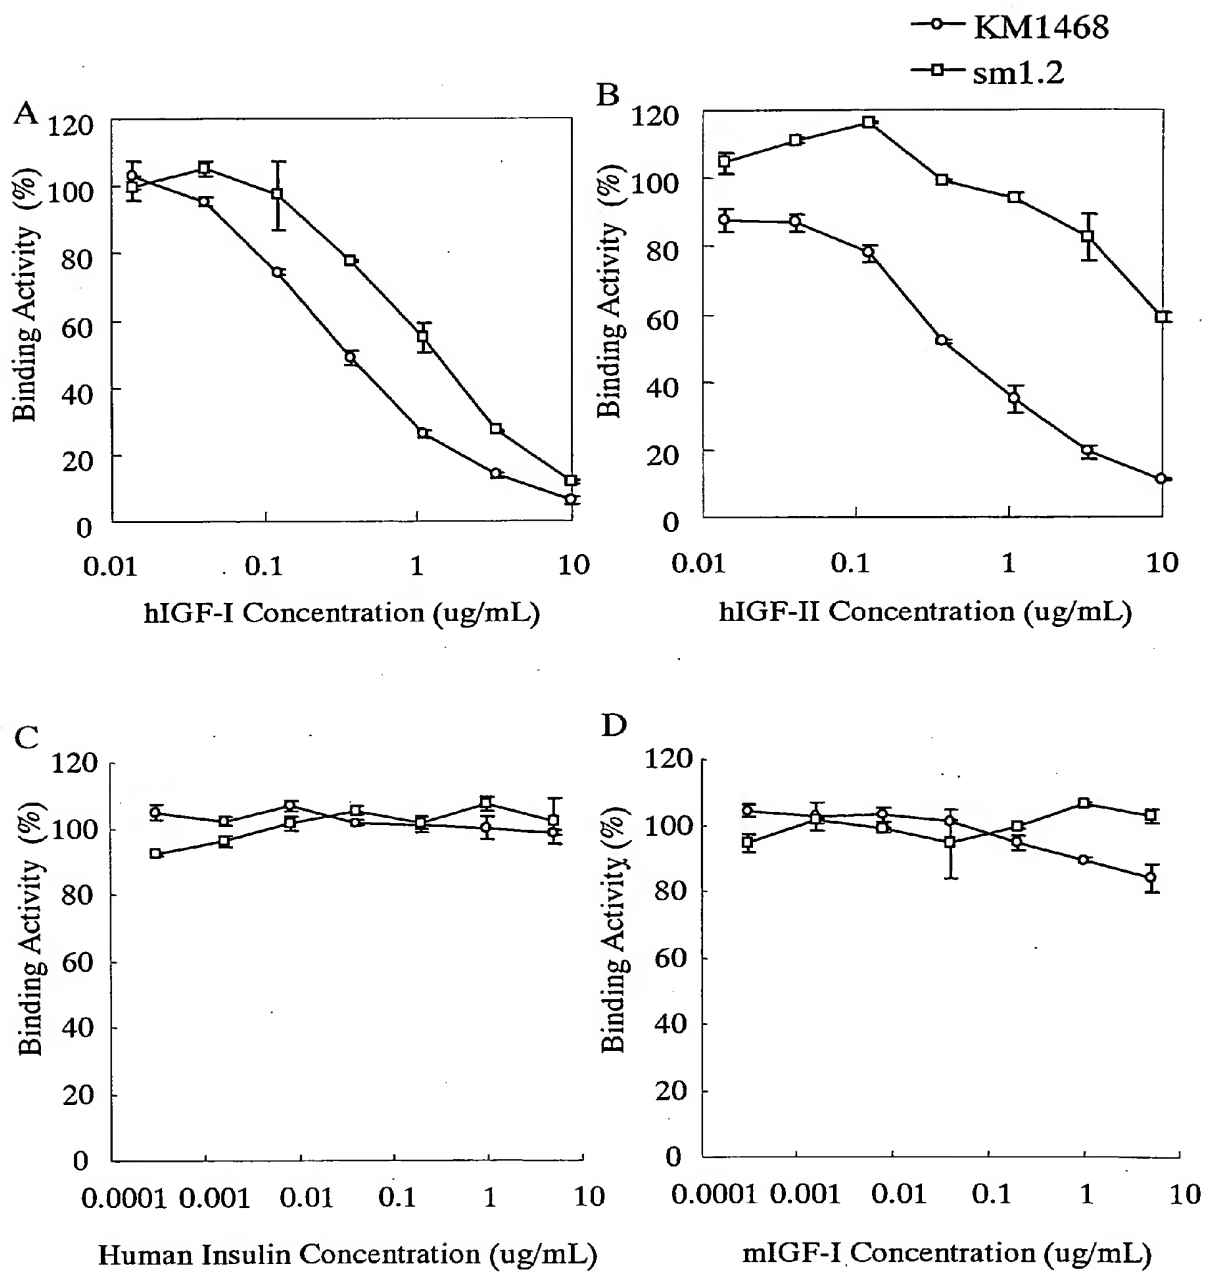 KM1468
sm1.2
A
120
100
80
60
40
20
0
Binding Activity (%)
0.01 0.1 1 10
hIGF-I Concentration (ug/mL)
B
120
100
80
60
40
20
0
Binding Activity (%)
0.01 0.1 1 10
hIGF-II Concentration (ug/mL)
C
120
100
80
60
40
20
0
Binding Activity (%)
0.0001 0.001 0.01 0.1 1 10
Human Insulin Concentration (ug/mL)
D
120
100
80
60
40
20
0
Binding Activity (%)
0.0001 0.001 0.01 0.1 1 10
mIGF-I Concentration (ug/mL)